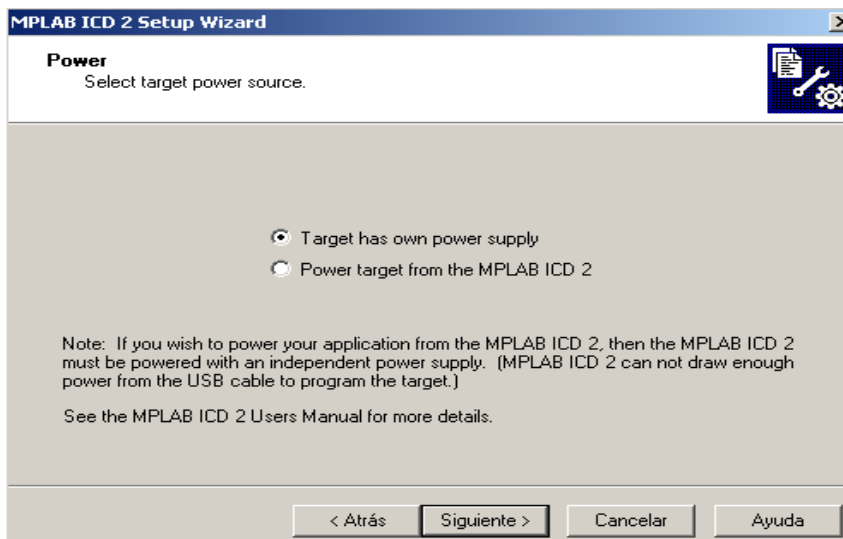 MPLAB ICD 2 Setup Wizard
Power
Select target power source.
Target has own power supply
Power target from the MPLAB ICD 2
Note: If you wish to power your application from the MPLAB ICD 2, then the MPLAB ICD 2
must be powered with an independent power supply. (MPLAB ICD 2 can not draw enough
power from the USB cable to program the target.)
See the MPLAB ICD 2 Users Manual for more details.
< Atrás Siguiente > Cancelar Ayuda